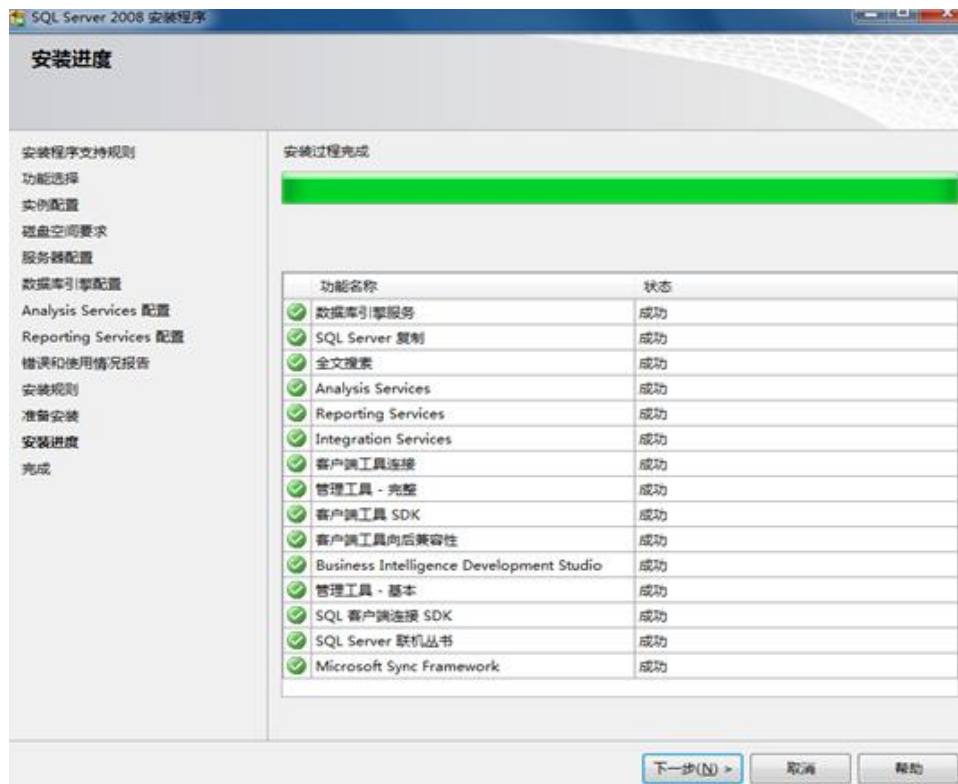 SQL Server 2008 安装程序
安装进度
安装程序支持规则
功能选择
实例配置
磁盘空间要求
服务器配置
数据库引擎配置
Analysis Services 配置
Reporting Services 配置
错误和使用情况报告
安装规则
准备安装
安装进度
完成
安装过程完成
功能名称 状态
数据库引擎服务 成功
SQL Server 复制 成功
全文搜索 成功
Analysis Services 成功
Reporting Services 成功
Integration Services 成功
客户端工具连接 成功
管理工具 - 完整 成功
客户端工具 SDK 成功
客户端工具向后兼容性 成功
Business Intelligence Development Studio 成功
管理工具 - 基本 成功
SQL 客户端连接 SDK 成功
SQL Server 联机丛书 成功
Microsoft Sync Framework 成功
下一步(N) > 取消 帮助